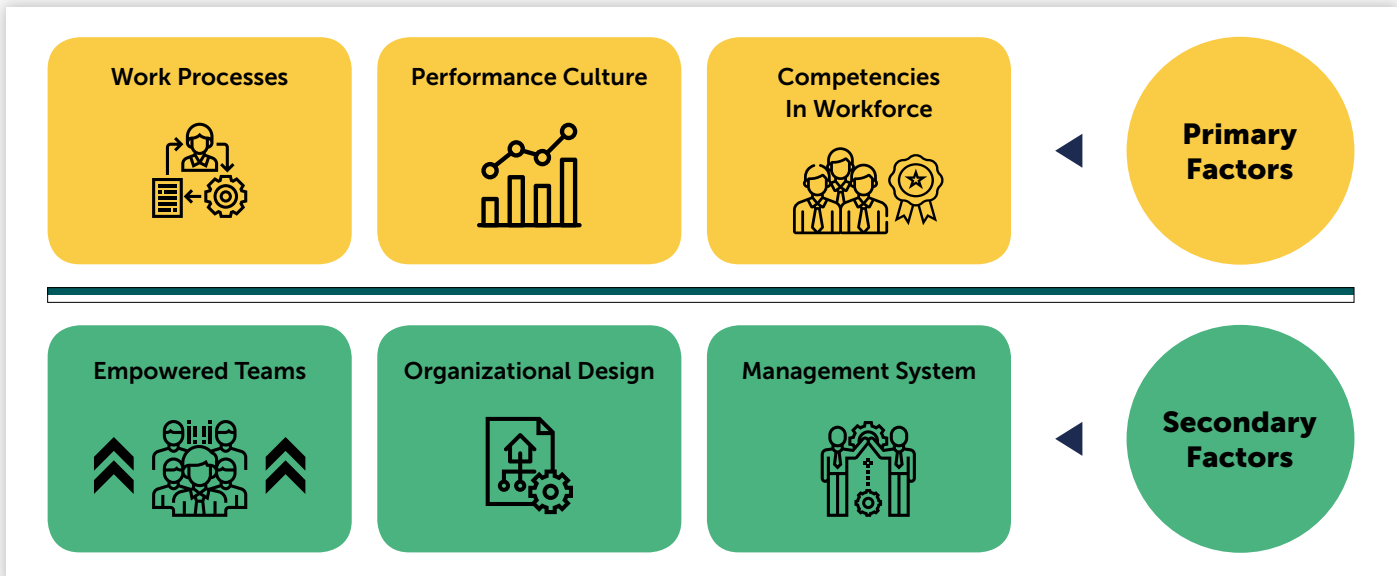 Work Processes
Performance Culture
Competencies
In Workforce
Primary
Factors
Empowered Teams
Organizational Design
Management System
Secondary
Factors